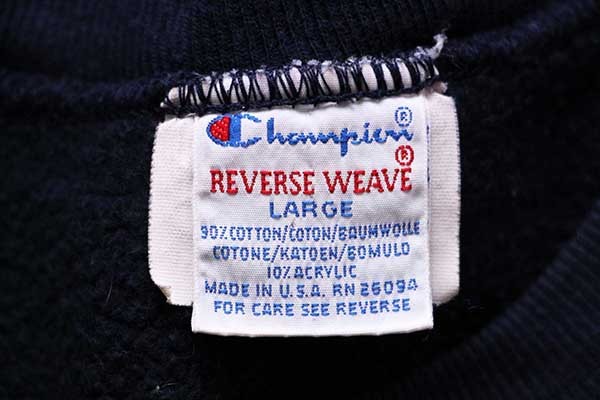 Champion®
®
REVERSE WEAVE
LARGE
90% COTTON/COTON/BAUMWOLLE
COTONE/KATOEN/BOMULD
10% ACRYLIC
MADE IN U.S.A. RN 26094
FOR CARE SEE REVERSE